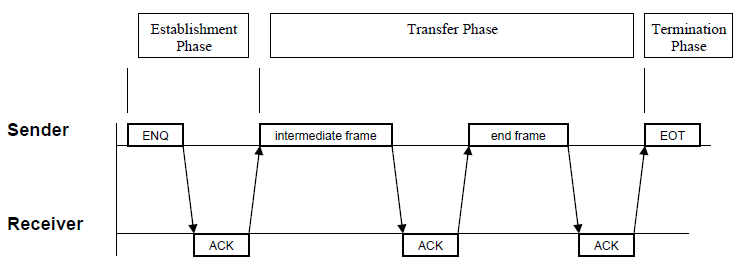 Establishment
Phase
Transfer Phase
Termination
Phase
Sender
ENQ
intermediate frame
end frame
EOT
Receiver
ACK
ACK
ACK